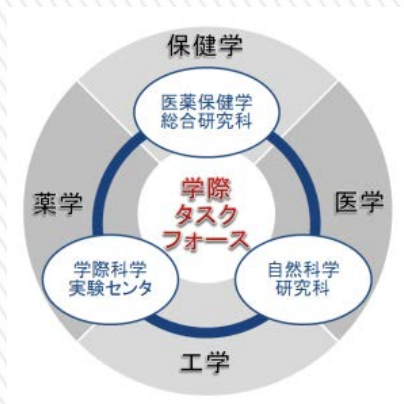 保健学
医薬保健学
総合研究科
薬学
学際
タスク
フォース
医学
学際科学
実験センタ
自然科学
研究科
工学